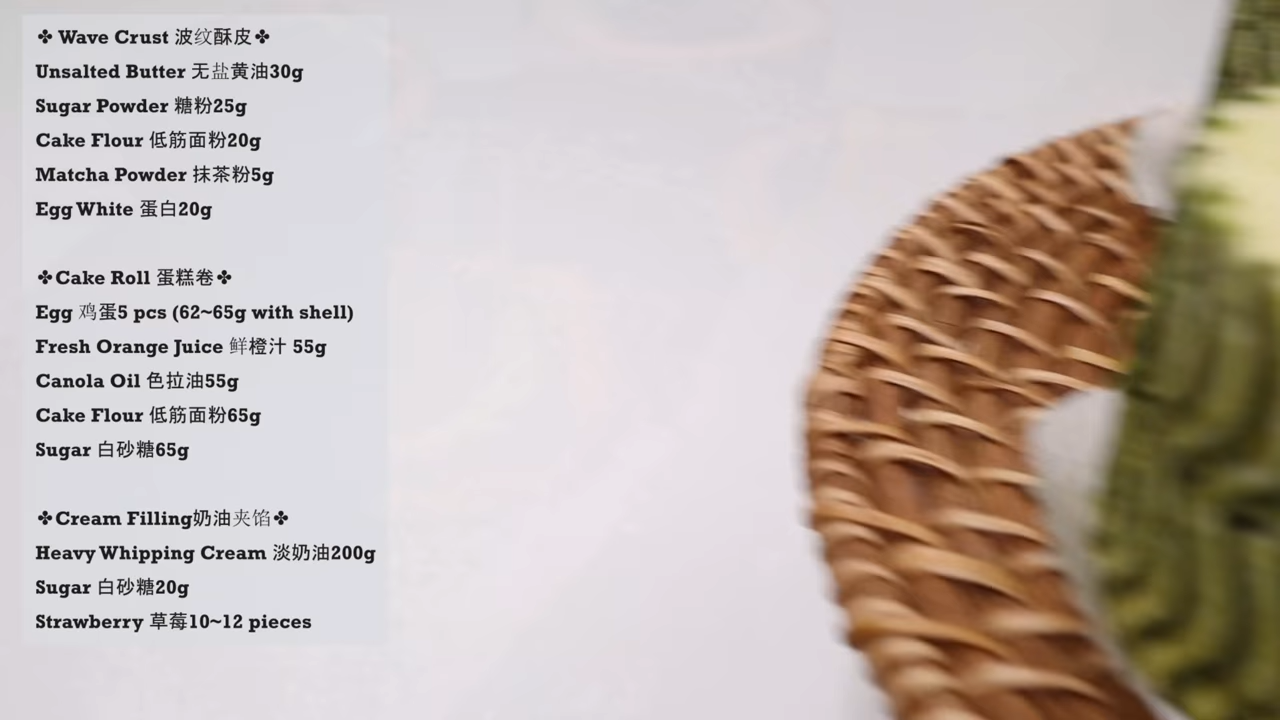 ✤ Wave Crust 波纹酥皮✤
Unsalted Butter 无盐黄油30g
Sugar Powder 糖粉25g
Cake Flour 低筋面粉20g
Matcha Powder 抹茶粉5g
Egg White 蛋白20g
✤Cake Roll 蛋糕卷✤
Egg 鸡蛋5 pcs (62~65g with shell)
Fresh Orange Juice 鲜橙汁 55g
Canola Oil 色拉油55g
Cake Flour 低筋面粉65g
Sugar 白砂糖65g
✤Cream Filling奶油夹馅✤
Heavy Whipping Cream 淡奶油200g
Sugar 白砂糖20g
Strawberry 草莓10~12 pieces